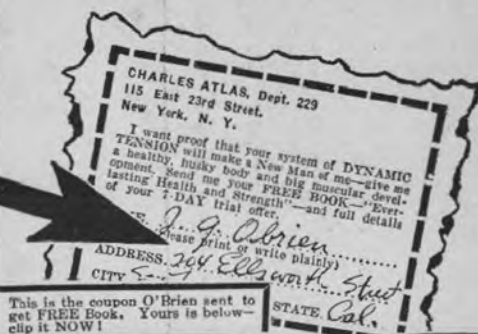 CHARLES ATLAS, Dept. 229
115 East 23rd Street.
New York, N. Y.
I want proof that your system of DYNAMIC
TENSION will make a New Man of me—give me
a healthy, husky body and big muscular devel-
opment. Send me your FREE BOOK—"Ever-
lasting Health and Strength"—and full details
of your 7-DAY trial offer.
J. G. Obrien
ease print or write plainly)
ADDRESS. 204 Ellsworth Street
CITY
STATE. Cal.
This is the coupon O'Brien sent to
get FREE Book. Yours is below—
clip it NOW!